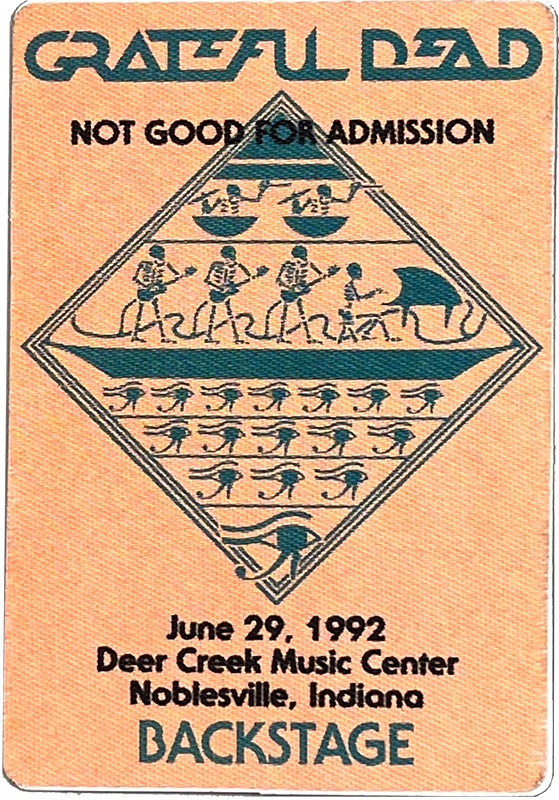 GRATEFUL DEAD
NOT GOOD FOR ADMISSION
June 29, 1992
Deer Creek Music Center
Noblesville, Indiana
BACKSTAGE